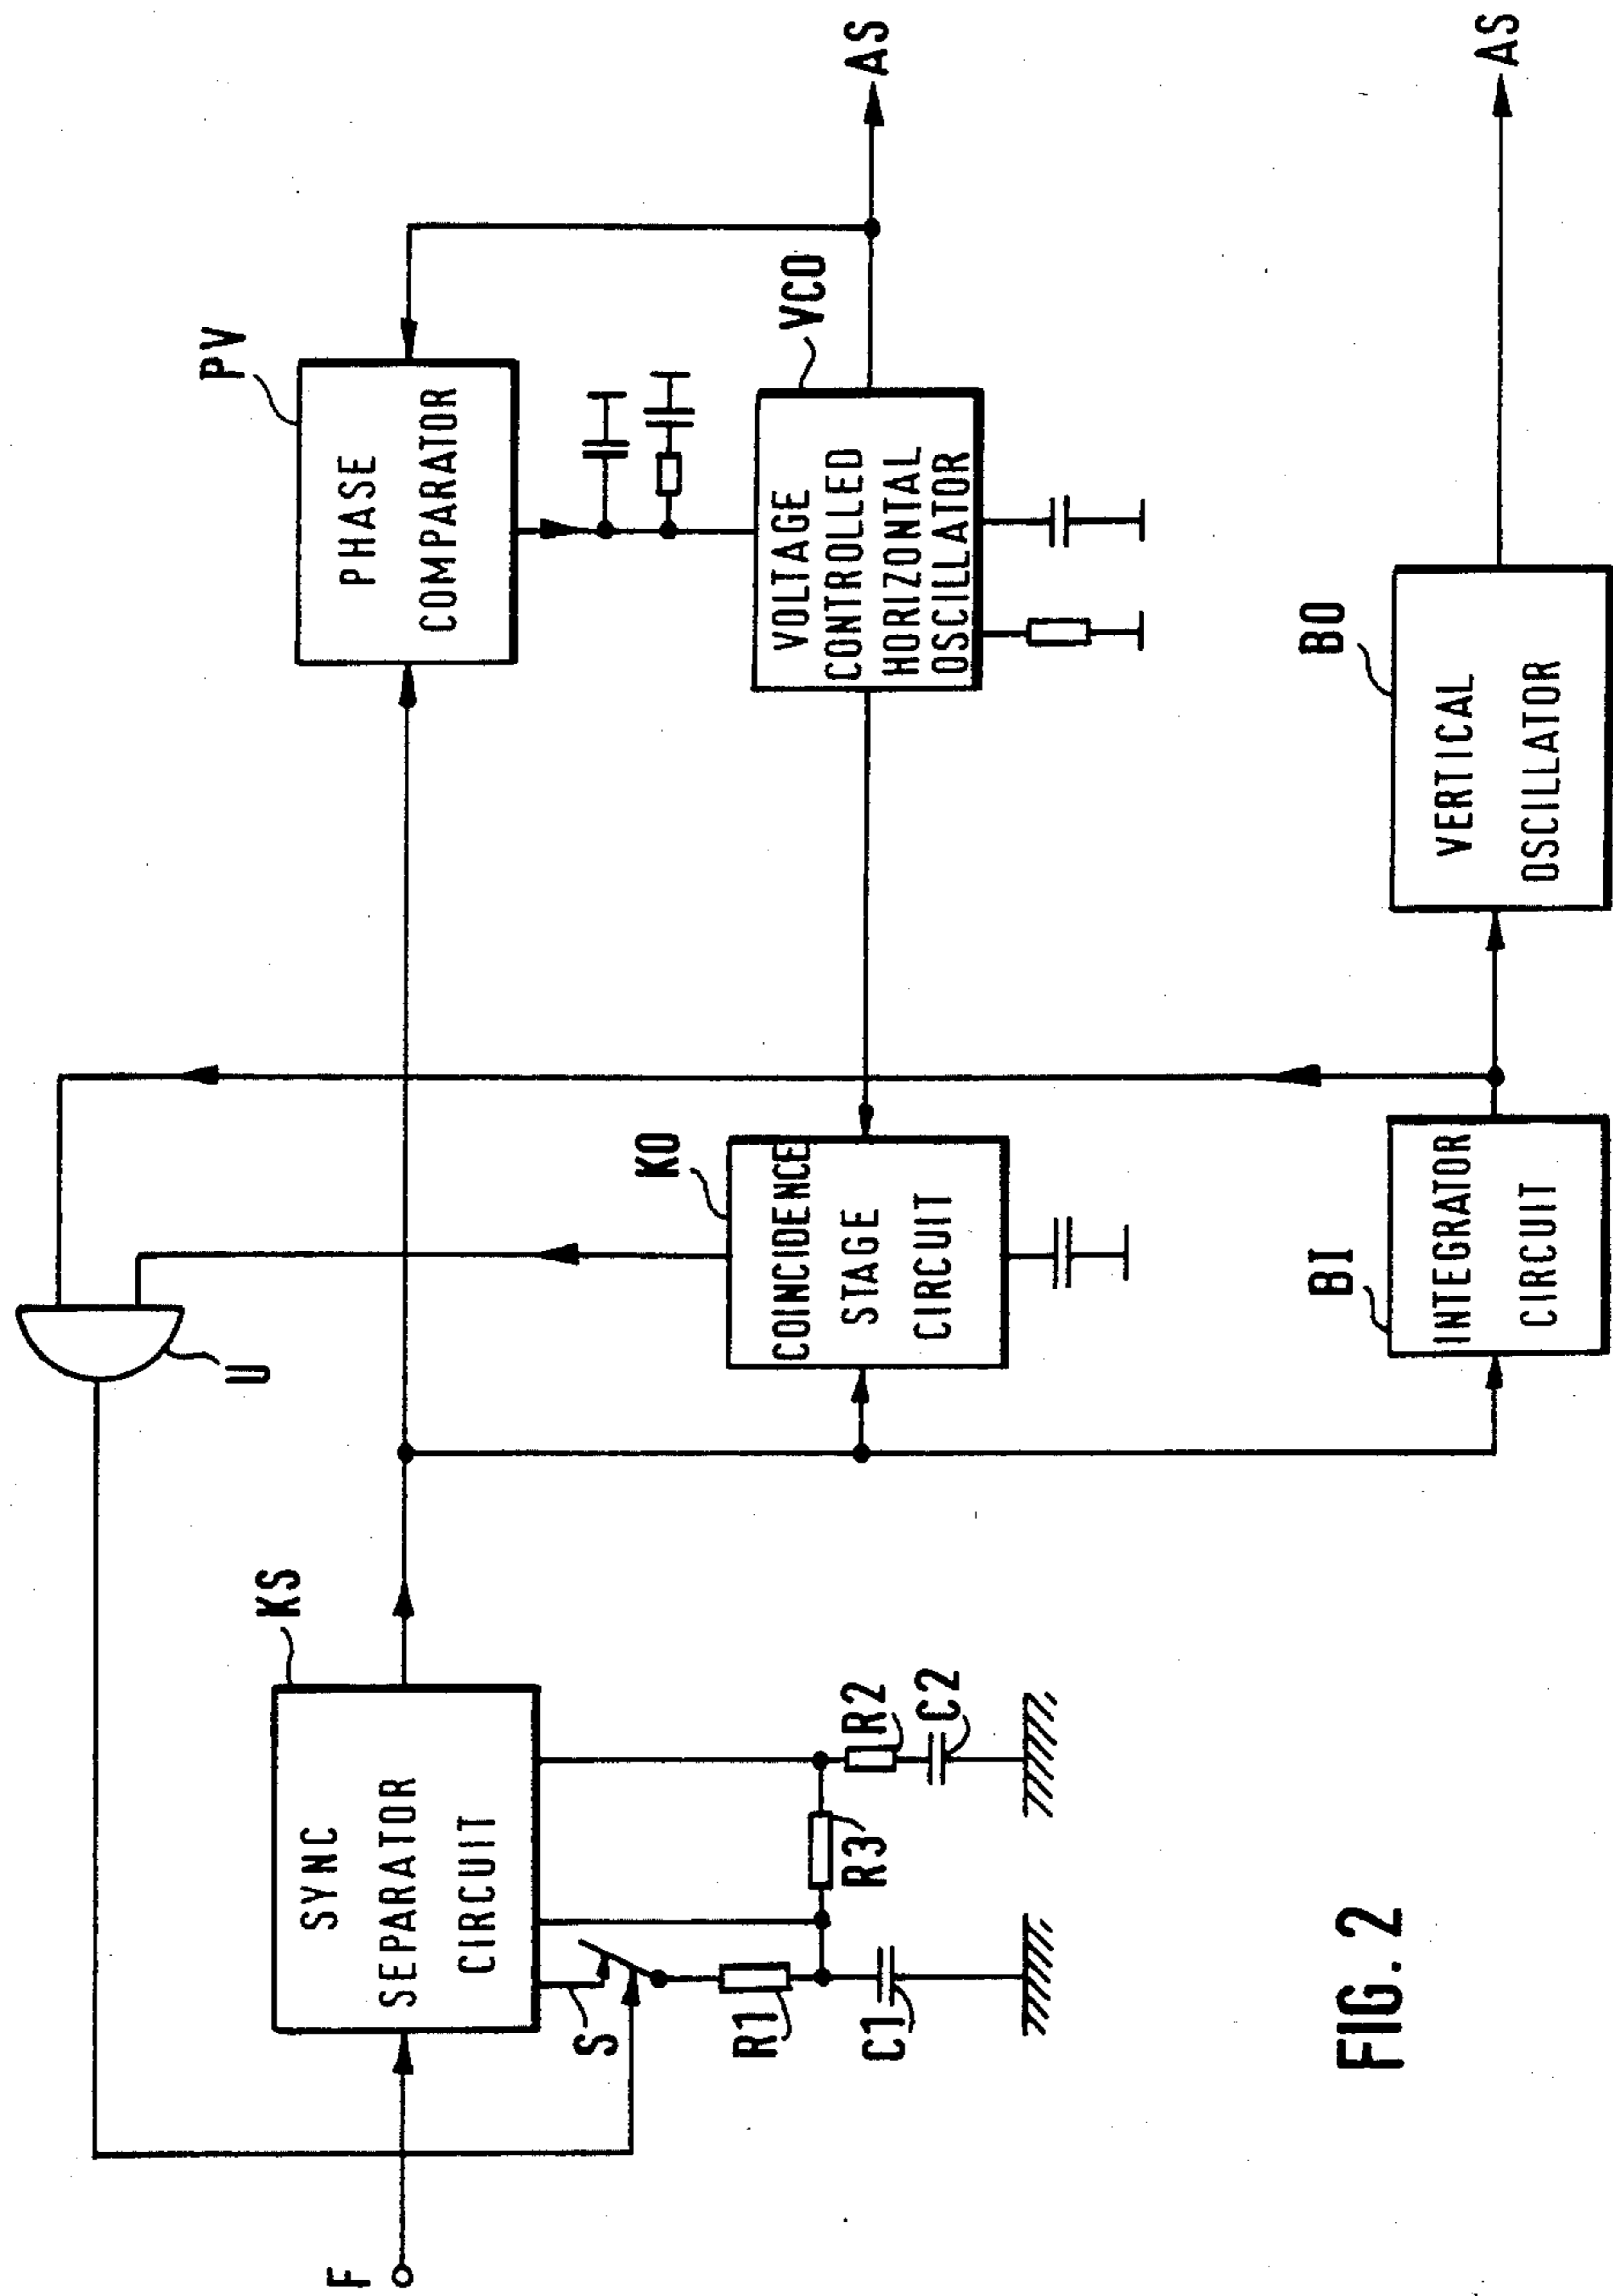 F
KS
SYNC
SEPARATOR
CIRCUIT
S
R1
C1
R3
R2
C2
U
KO
COINCIDENCE
STAGE
CIRCUIT
BI
INTEGRATOR
CIRCUIT
PV
PHASE
COMPARATOR
VCO
VOLTAGE
CONTROLLED
HORIZONTAL
OSCILLATOR
BO
VERTICAL
OSCILLATOR
AS
AS
FIG. 2